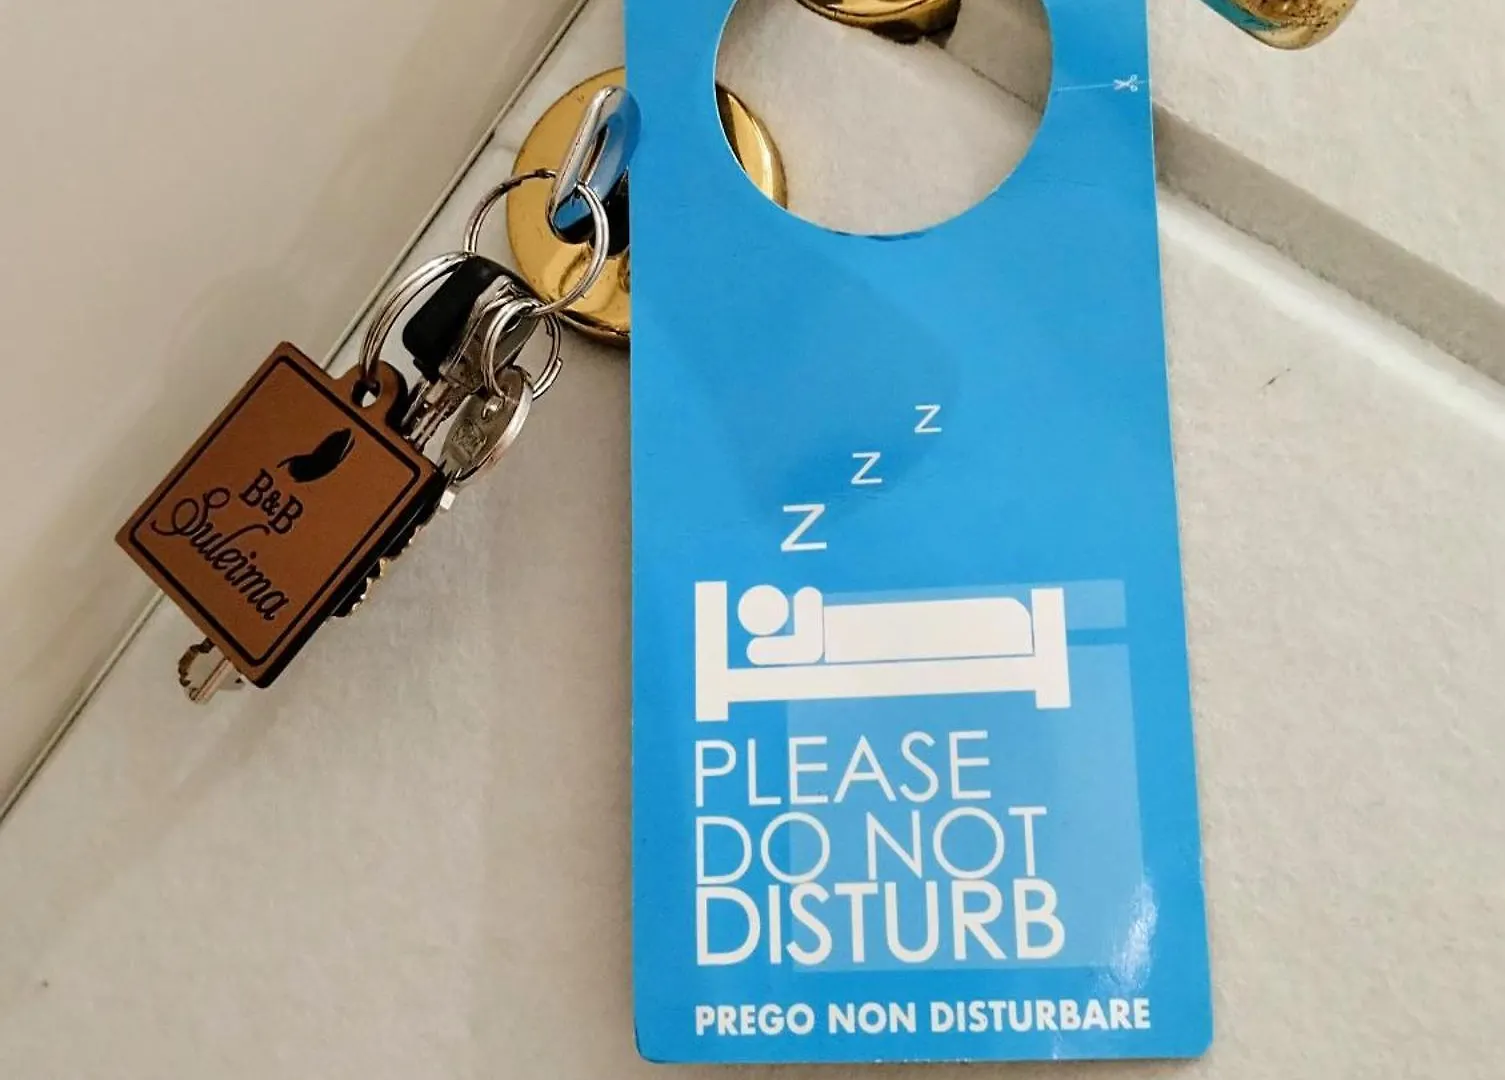 B&B
Suleima
z
z
Z
PLEASE
DO NOT
DISTURB
PREGO NON DISTURBARE